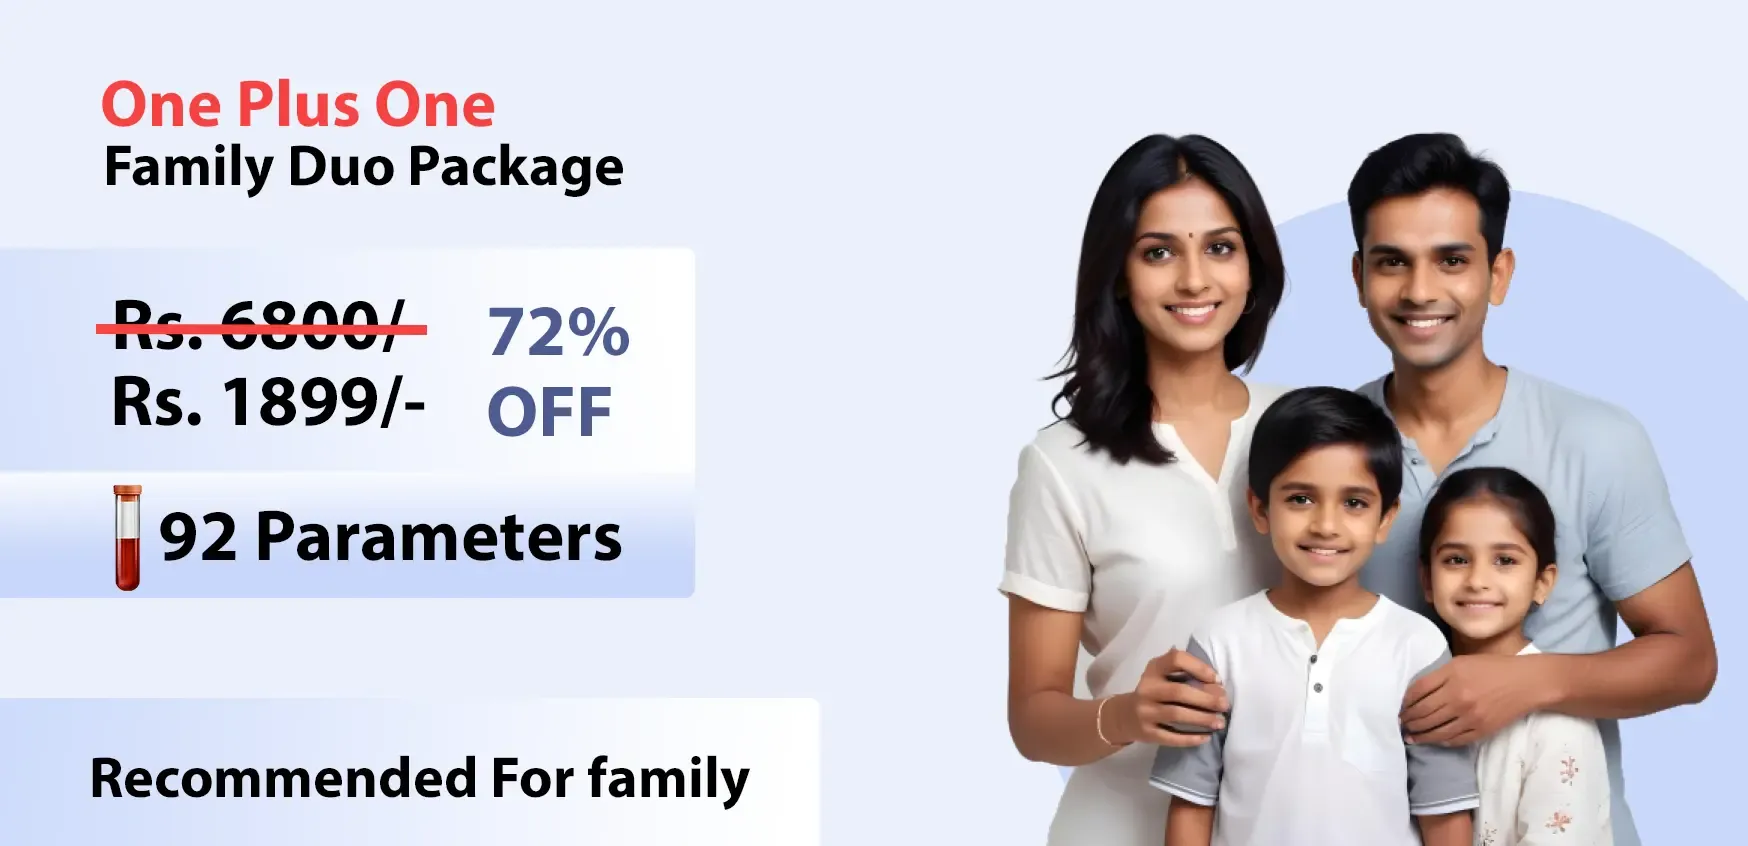 One Plus One
Family Duo Package
Rs. 6800/
Rs. 1899/-
72%
OFF
92 Parameters
Recommended For family